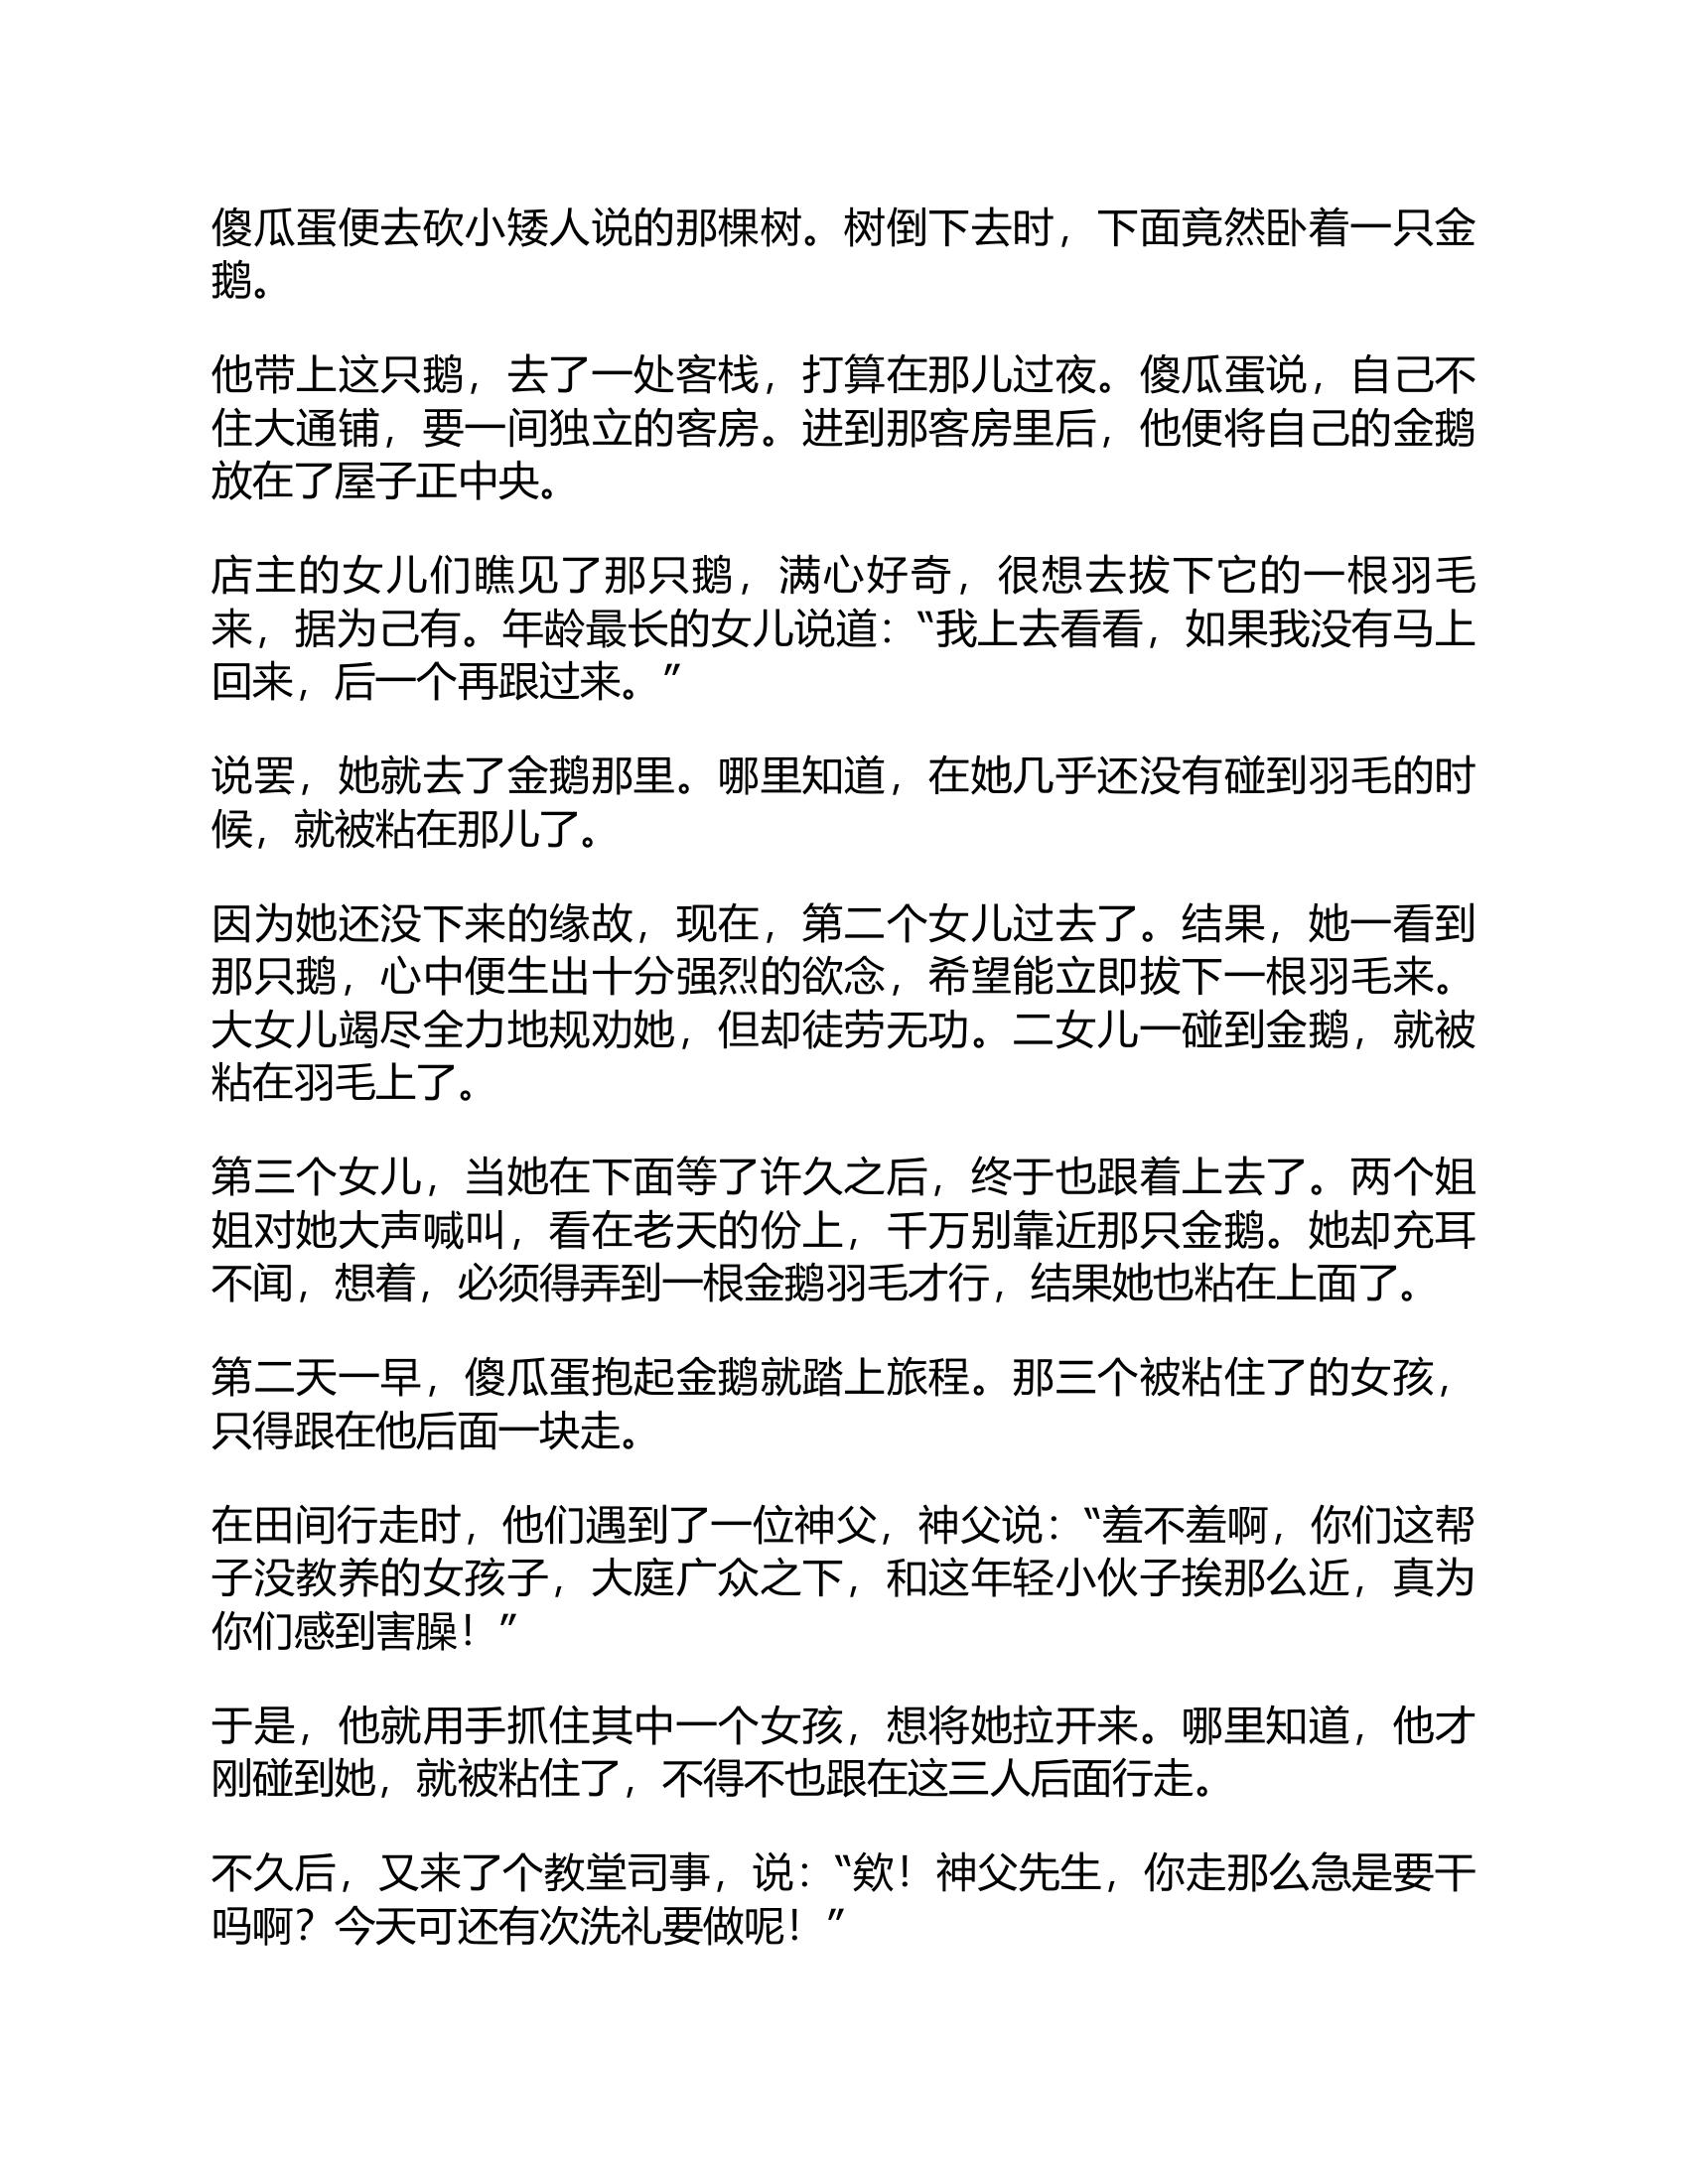 傻瓜蛋便去砍小矮人说的那棵树。树倒下去时，下面竟然卧着一只金
鹅。
他带上这只鹅，去了一处客栈，打算在那儿过夜。傻瓜蛋说，自己不
住大通铺，要一间独立的客房。进到那客房里后，他便将自己的金鹅
放在了屋子正中央。
店主的女儿们瞧见了那只鹅，满心好奇，很想去拔下它的一根羽毛
来，据为己有。年龄最长的女儿说道：“我上去看看，如果我没有马上
回来，后一个再跟过来。”
说罢，她就去了金鹅那里。哪里知道，在她几乎还没有碰到羽毛的时
候，就被粘在那儿了。
因为她还没下来的缘故，现在，第二个女儿过去了。结果，她一看到
那只鹅，心中便生出十分强烈的欲念，希望能立即拔下一根羽毛来。
大女儿竭尽全力地规劝她，但却徒劳无功。二女儿一碰到金鹅，就被
粘在羽毛上了。
第三个女儿，当她在下面等了许久之后，终于也跟着上去了。两个姐
姐对她大声喊叫，看在老天的份上，千万别靠近那只金鹅。她却充耳
不闻，想着，必须得弄到一根金鹅羽毛才行，结果她也粘在上面了。
第二天一早，傻瓜蛋抱起金鹅就踏上旅程。那三个被粘住了的女孩，
只得跟在他后面一块走。
在田间行走时，他们遇到了一位神父，神父说：“羞不羞啊，你们这帮
子没教养的女孩子，大庭广众之下，和这年轻小伙子挨那么近，真为
你们感到害臊！”
于是，他就用手抓住其中一个女孩，想将她拉开来。哪里知道，他才
刚碰到她，就被粘住了，不得不也跟在这三人后面行走。
不久后，又来了个教堂司事，说：“欸！神父先生，你走那么急是要干
吗啊？今天可还有次洗礼要做呢！”